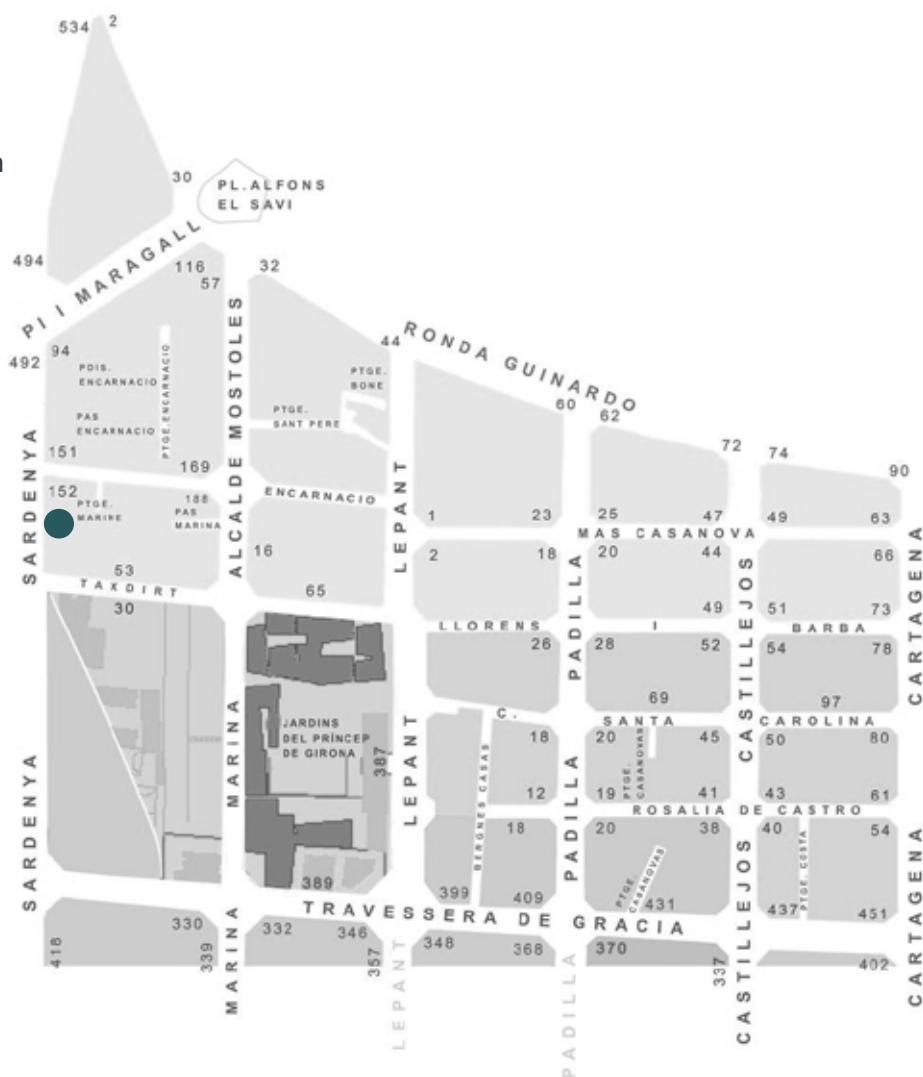 534
2
n
30
PL. ALFONS
EL SAVI
494
PI I MARAGALL
116
57
32
492
94
44
RONDA GUINARDO
PDIS.
ENCARNACIO
PTGE. ENCARNACIO
PAS
ENCARNACIO
ALCALDE MOSTOLES
PTGE.
BONE
PTGE.
SANT PERE
60
62
72
74
90
151
169
SARDENYA
152
PTGE.
MARINE
188
PAS
MARINA
ENCARNACIO
LEPANT
1
23
25
47
49
63
MAS CASANOVA
16
2
18
20
44
66
53
TAXDIRT
65
49
51
73
30
LLORENS I BARBA
PADILLA
CASTILLEJOS
CARTAGENA
26
28
52
54
78
69
97
C. SANTA CAROLINA
JARDINS
DEL PRÍNCEP
DE GIRONA
387
MARINA
SARDENYA
LEPANT
BERGNES CASAS
18
20
PTGE.
CASANOVAS
45
50
80
12
19
41
43
61
ROSALIA DE CASTRO
18
20
38
40
54
PADILLA
PTGE.
CASANOVAS
PTGE. COSTA
389
399
409
431
437
451
TRAVESSERA DE GRACIA
418
330
339
332
346
357
348
368
370
337
402
MARINA
LEPANT
PADILLA
CASTILLEJOS
CARTAGENA